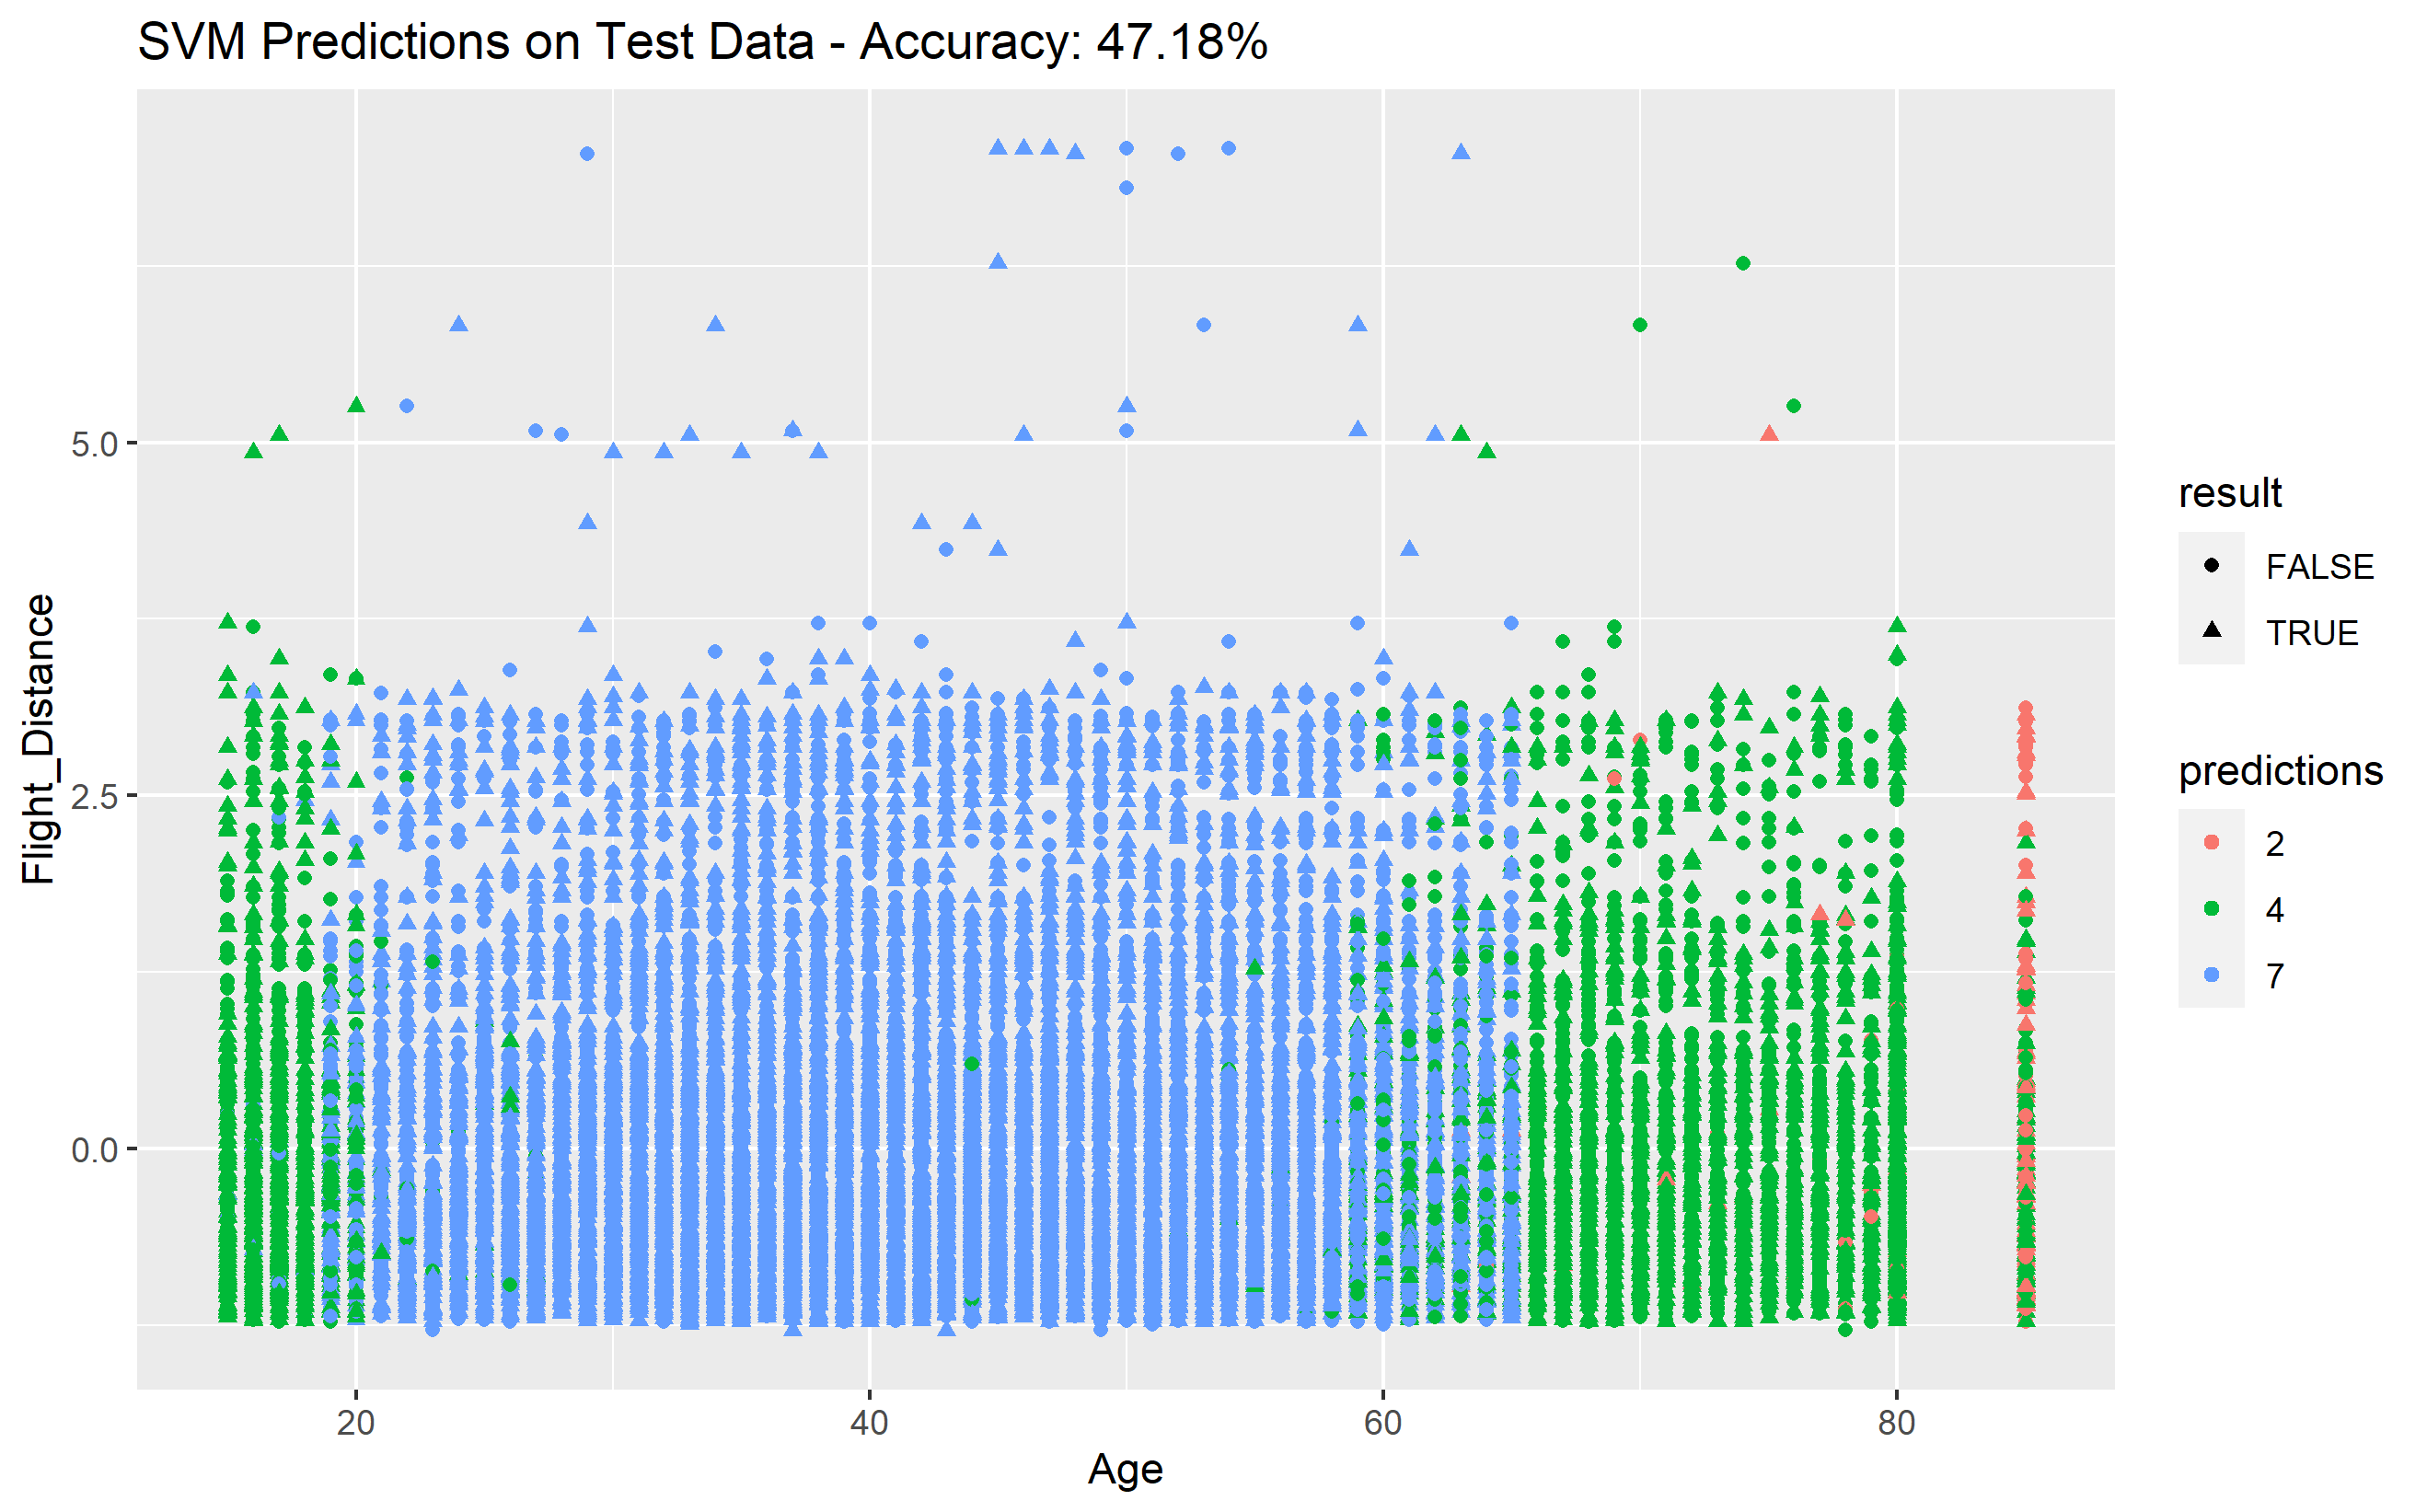 SVM Predictions on Test Data - Accuracy: 47.18%
Flight_Distance
5.0
2.5
0.0
20
40
60
80
Age
result
FALSE
TRUE
predictions
2
4
7